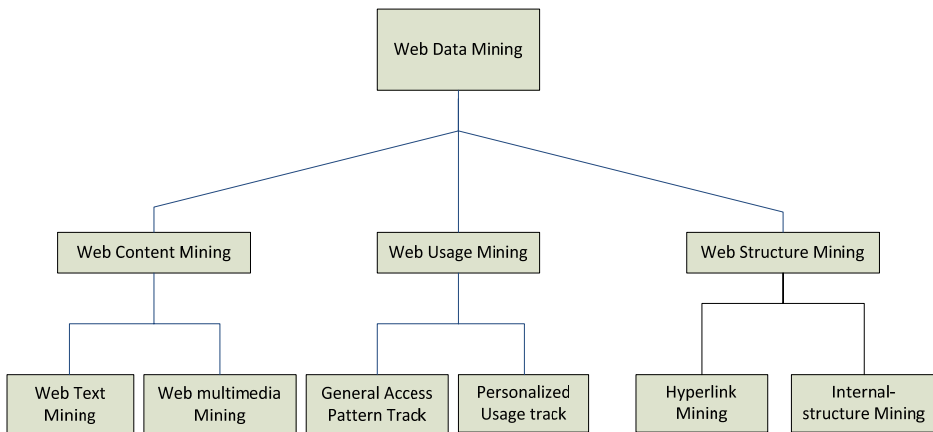 Web Data Mining
Web Content Mining
Web Usage Mining
Web Structure Mining
Web Text
Mining
Web multimedia
Mining
General Access
Pattern Track
Personalized
Usage track
Hyperlink
Mining
Internal-
structure Mining